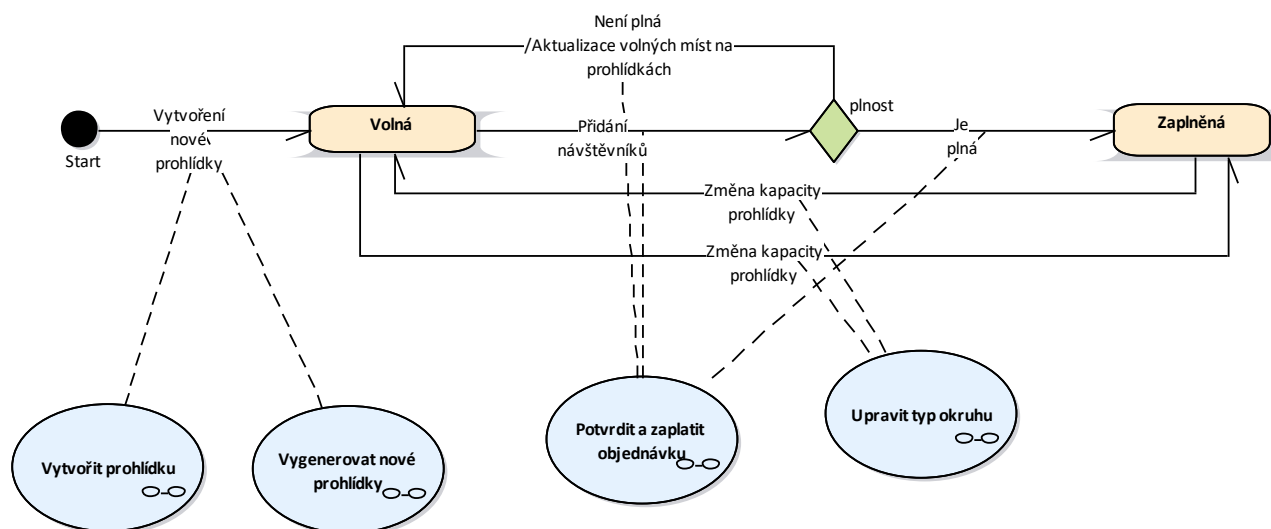 Není plná
/Aktualizace volných míst na
prohlídkách
plnost
Vytvoření
nové
prohlídky
Start
Volná
Přidání
návštěvníků
Je
plná
Zaplněná
Změna kapacity
prohlídky
Změna kapacity
prohlídky
Vytvořit prohlídku
Vygenerovat nové
prohlídky
Potvrdit a zaplatit
objednávku
Upravit typ okruhu